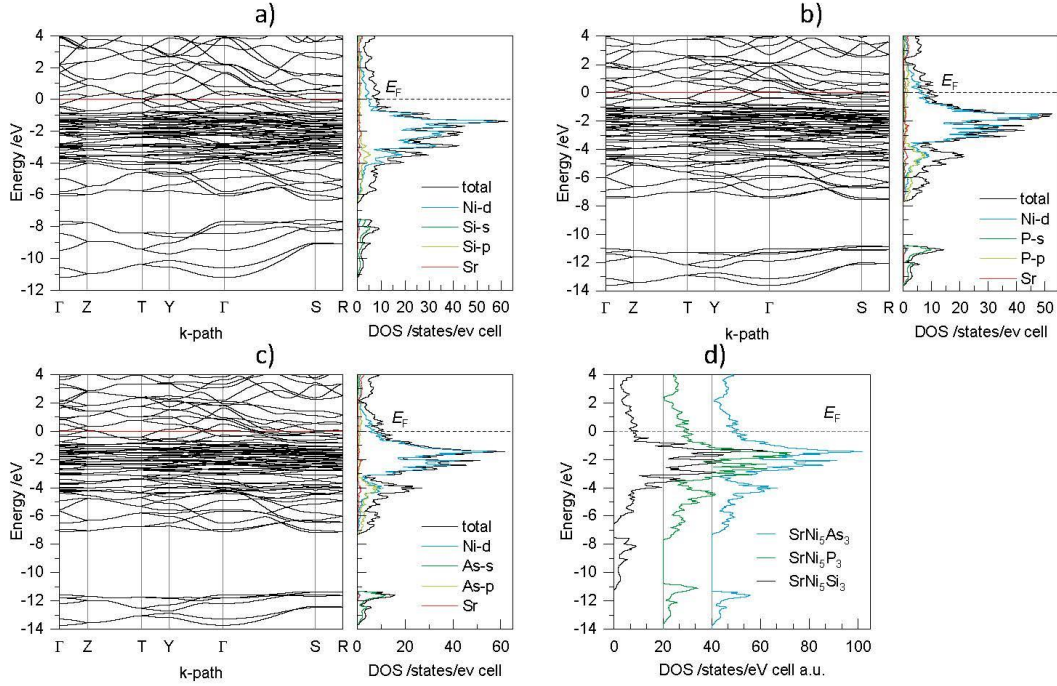 a)
4
2
0
-2
-4
-6
-8
-10
-12
Energy /eV
Γ Z T Y Γ S R
k-path
E_F
total
Ni-d
Si-s
Si-p
Sr
0 10 20 30 40 50 60
DOS /states/ev cell
b)
4
2
0
-2
-4
-6
-8
-10
-12
-14
Energy /eV
Γ Z T Y Γ S R
k-path
E_F
total
Ni-d
P-s
P-p
Sr
0 10 20 30 40 50
DOS /states/ev cell
c)
4
2
0
-2
-4
-6
-8
-10
-12
-14
Energy /eV
Γ Z T Y Γ S R
k-path
E_F
total
Ni-d
As-s
As-p
Sr
0 20 40 60
DOS /states/ev cell
d)
4
2
0
-2
-4
-6
-8
-10
-12
-14
Energy /eV
E_F
SrNi₅As₃
SrNi₅P₃
SrNi₅Si₃
0 20 40 60 80 100
DOS /states/eV cell a.u.